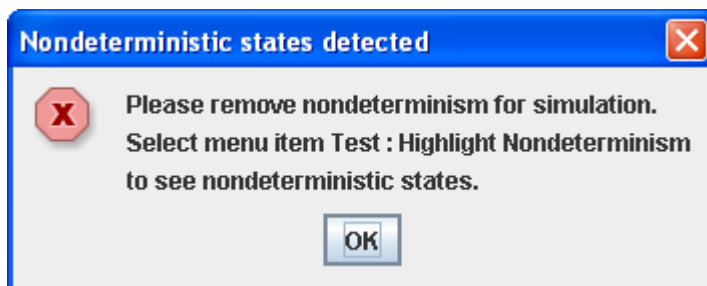 Nondeterministic states detected
Please remove nondeterminism for simulation.
Select menu item Test : Highlight Nondeterminism
to see nondeterministic states.
OK